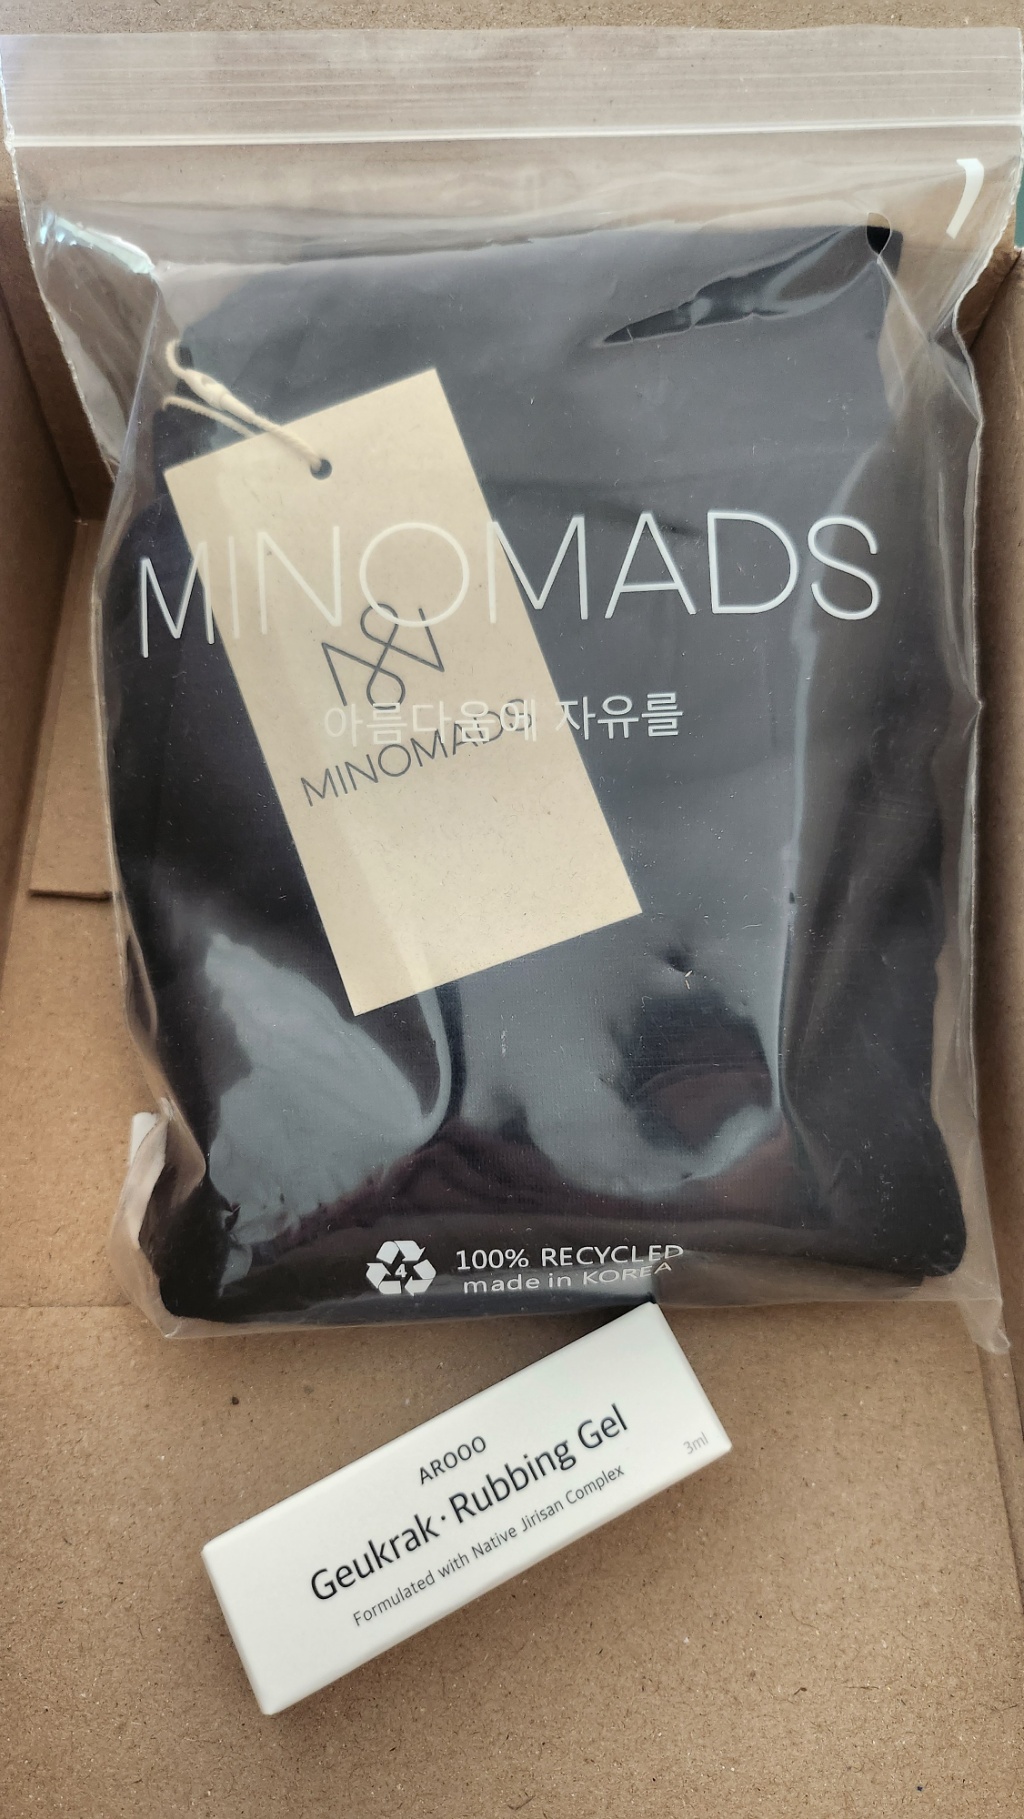 MINOMADS
아름다움에 자유를
MINOMADS
4
100% RECYCLED
made in KOREA
AROOO
Geukrak·Rubbing Gel
Formulated with Native Jirisan Complex
3ml